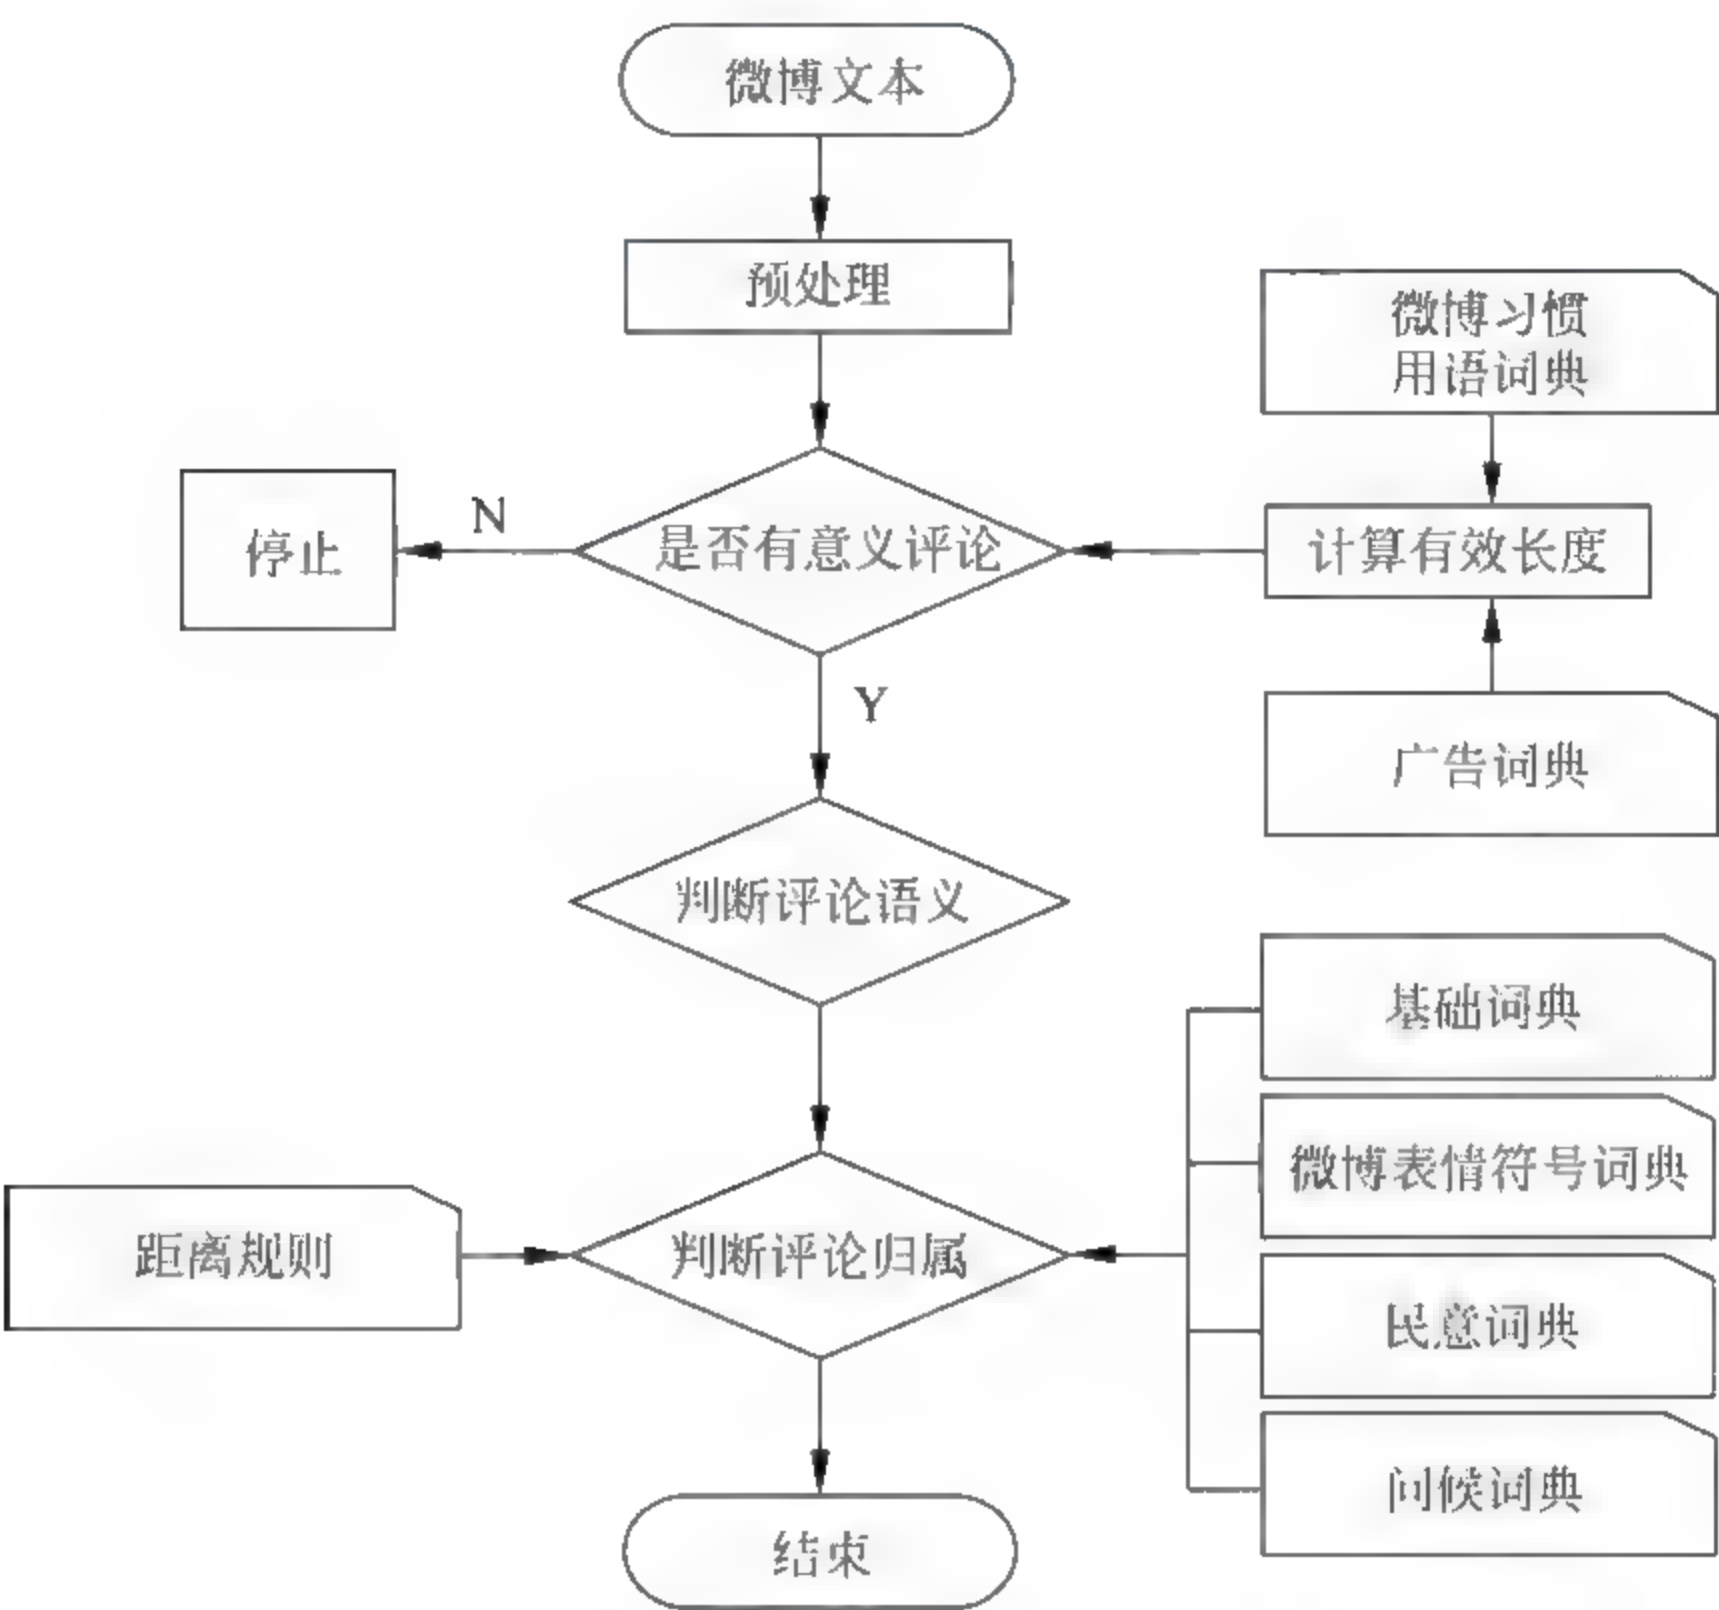 微博文本
预处理
微博习惯
用语词典
停止
N
是否有意义评论
计算有效长度
Y
广告词典
判断评论语义
基础词典
微博表情符号词典
距离规则
判断评论归属
民意词典
问候词典
结束